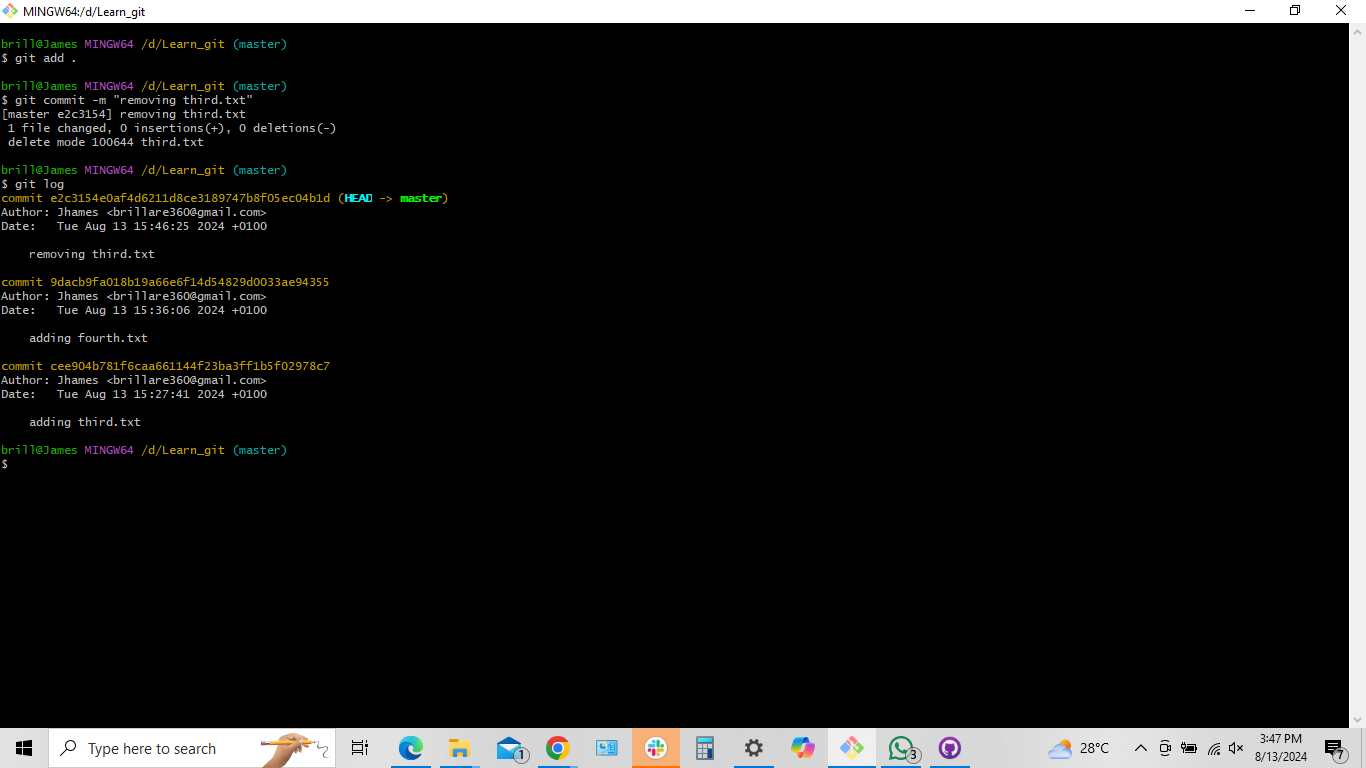 MINGW64:/d/Learn_git
brill@James MINGW64 /d/Learn_git (master)
$ git add .
brill@James MINGW64 /d/Learn_git (master)
$ git commit -m "removing third.txt"
[master e2c3154] removing third.txt
 1 file changed, 0 insertions(+), 0 deletions(-)
 delete mode 100644 third.txt
brill@James MINGW64 /d/Learn_git (master)
$ git log
commit e2c3154e0af4d6211d8ce3189747b8f05ec04b1d (HEAD -> master)
Author: Jhames <brillare360@gmail.com>
Date:   Tue Aug 13 15:46:25 2024 +0100
    removing third.txt
commit 9dacb9fa018b19a66e6f14d54829d0033ae94355
Author: Jhames <brillare360@gmail.com>
Date:   Tue Aug 13 15:36:06 2024 +0100
    adding fourth.txt
commit cee904b781f6caa661144f23ba3ff1b5f02978c7
Author: Jhames <brillare360@gmail.com>
Date:   Tue Aug 13 15:27:41 2024 +0100
    adding third.txt
brill@James MINGW64 /d/Learn_git (master)
$
Type here to search
1
3
28°C
3:47 PM
8/13/2024
7